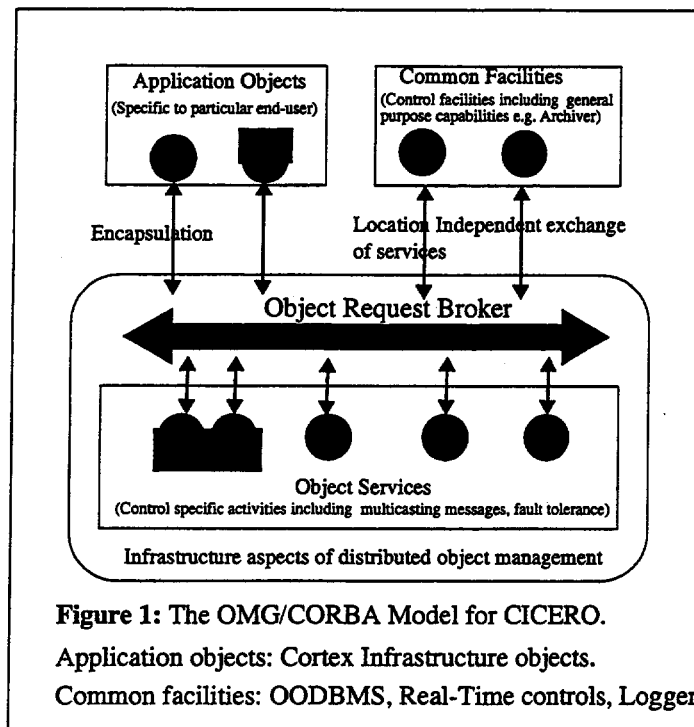 Application Objects
(Specific to particular end-user)
Common Facilities
(Control facilities including general
purpose capabilities e.g. Archiver)
Encapsulation
Location Independent exchange
of services
Object Request Broker
Object Services
(Control specific activities including multicasting messages, fault tolerance)
Infrastructure aspects of distributed object management
Figure 1: The OMG/CORBA Model for CICERO.
Application objects: Cortex Infrastructure objects.
Common facilities: OODBMS, Real-Time controls, Logger